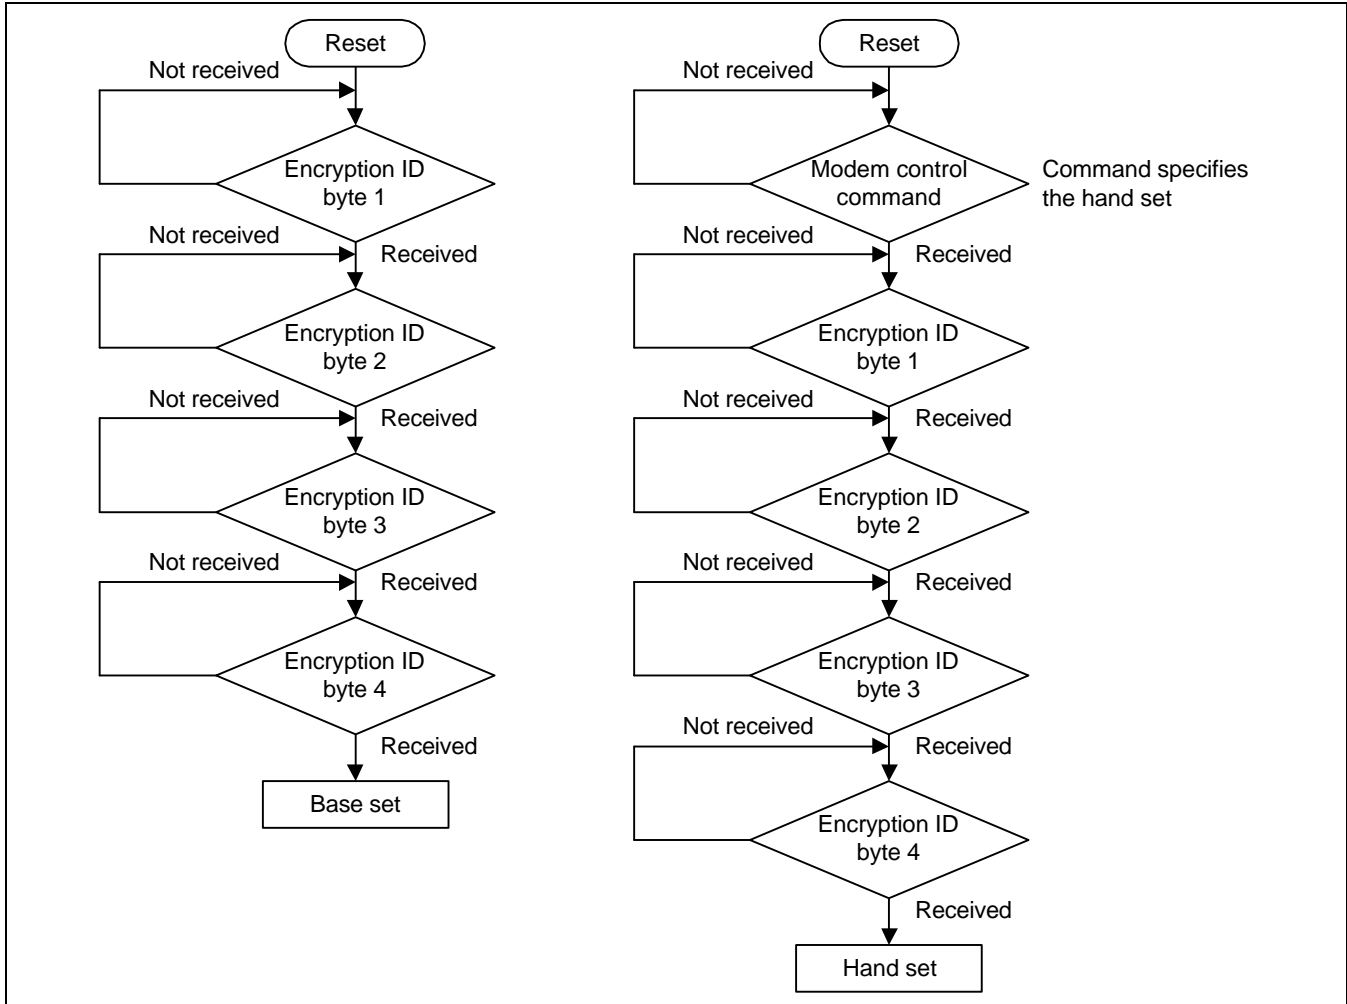 Reset
Not received
Encryption ID
byte 1
Not received
Received
Encryption ID
byte 2
Not received
Received
Encryption ID
byte 3
Not received
Received
Encryption ID
byte 4
Received
Base set
Reset
Not received
Modem control
command
Command specifies
the hand set
Not received
Received
Encryption ID
byte 1
Not received
Received
Encryption ID
byte 2
Not received
Received
Encryption ID
byte 3
Not received
Received
Encryption ID
byte 4
Received
Hand set